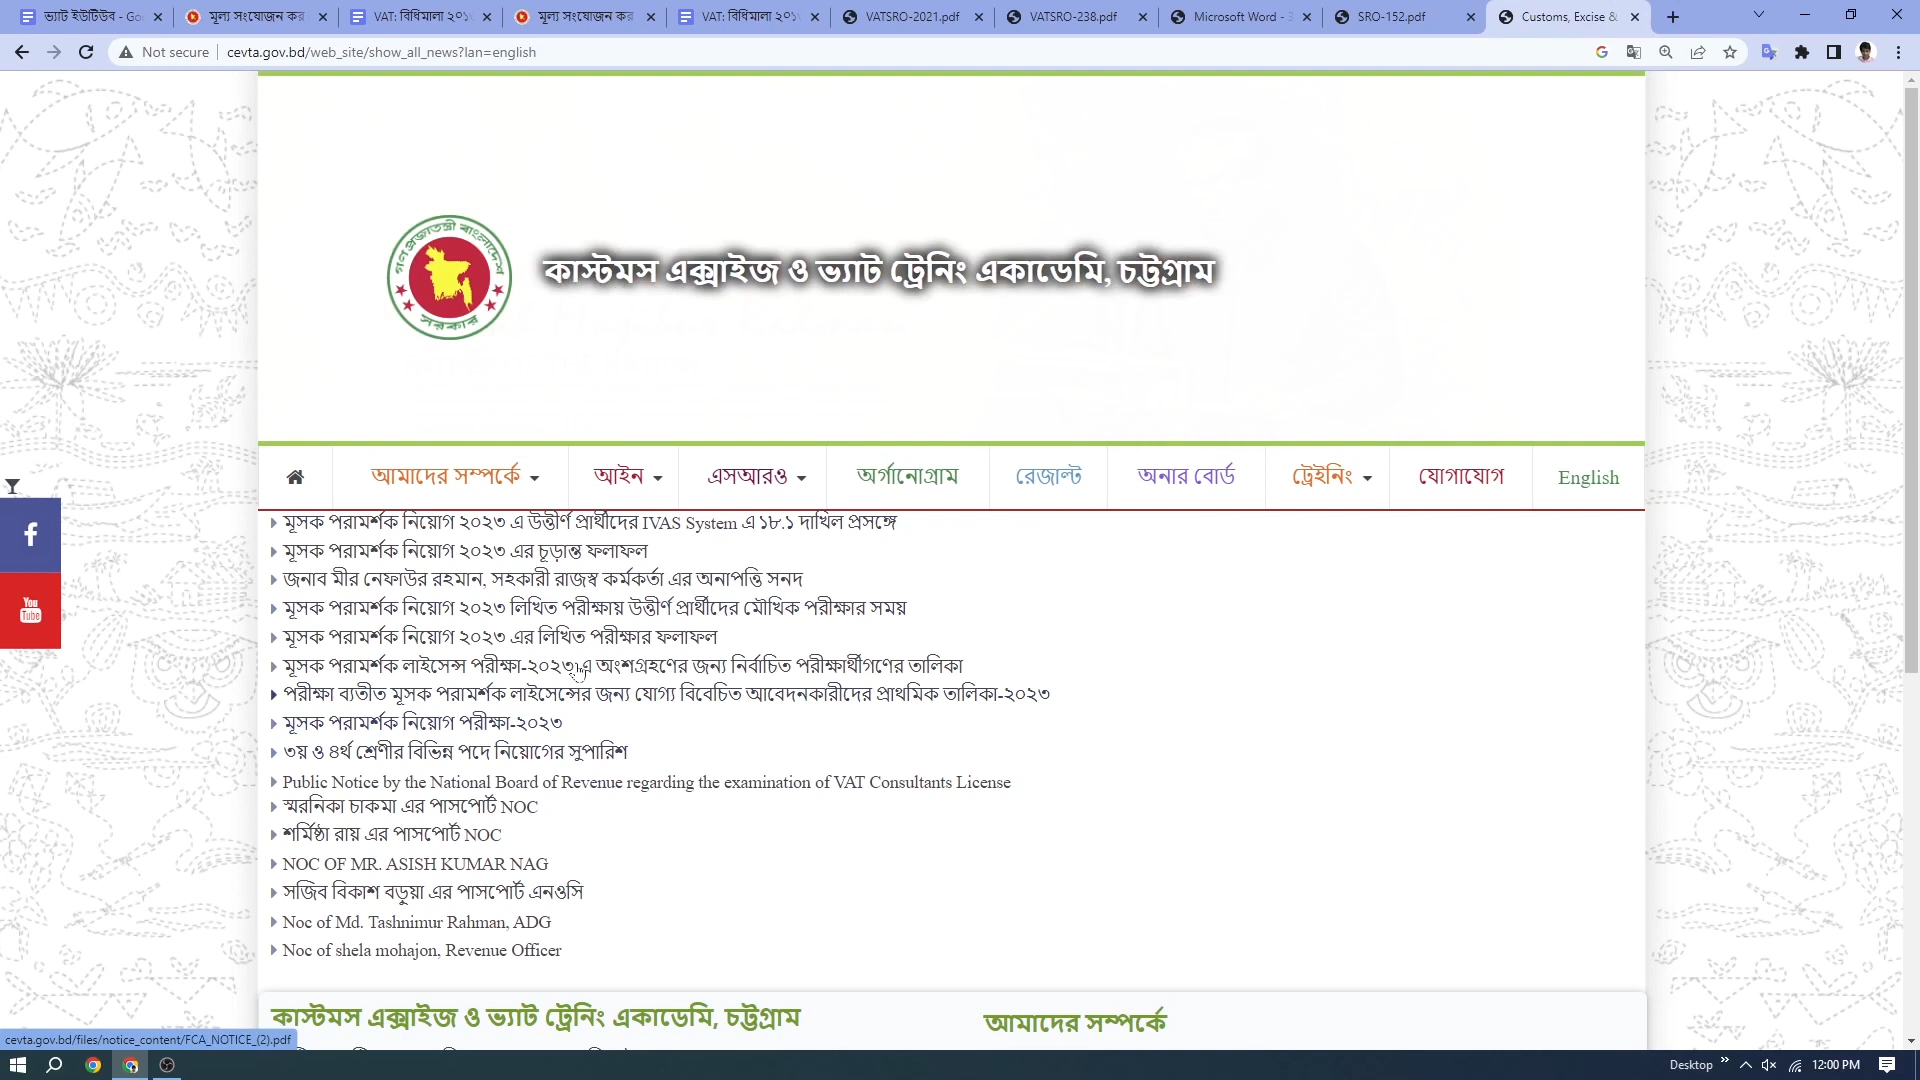 ভ্যাট ইউটিউব - Go
মূল্য সংযোজন কর
VAT: বিধিমালা ২০১
মূল্য সংযোজন কর
VAT: বিধিমালা ২০১
VATSRO-2021.pdf
VATSRO-238.pdf
Microsoft Word - 3
SRO-152.pdf
Customs, Excise &
Not secure
cevta.gov.bd/web_site/show_all_news?lan=english
গণপ্রজাতন্ত্রী বাংলাদেশ
সরকার
কাস্টমস এক্সাইজ ও ভ্যাট ট্রেনিং একাডেমি, চট্টগ্রাম
আমাদের সম্পর্কে
আইন
এসআরও
অর্গানোগ্রাম
রেজাল্ট
অনার বোর্ড
ট্রেইনিং
যোগাযোগ
English
মূসক পরামর্শক নিয়োগ ২০২৩ এ উত্তীর্ণ প্রার্থীদের IVAS System এ ১৮.১ দাখিল প্রসঙ্গে
মূসক পরামর্শক নিয়োগ ২০২৩ এর চূড়ান্ত ফলাফল
জনাব মীর নেফাউর রহমান, সহকারী রাজস্ব কর্মকর্তা এর অনাপত্তি সনদ
মূসক পরামর্শক নিয়োগ ২০২৩ লিখিত পরীক্ষায় উত্তীর্ণ প্রার্থীদের মৌখিক পরীক্ষার সময়
মূসক পরামর্শক নিয়োগ ২০২৩ এর লিখিত পরীক্ষার ফলাফল
মূসক পরামর্শক লাইসেন্স পরীক্ষা-২০২৩ এ অংশগ্রহণের জন্য নির্বাচিত পরীক্ষার্থীগণের তালিকা
পরীক্ষা ব্যতীত মূসক পরামর্শক লাইসেন্সের জন্য যোগ্য বিবেচিত আবেদনকারীদের প্রাথমিক তালিকা-২০২৩
মূসক পরামর্শক নিয়োগ পরীক্ষা-২০২৩
৩য় ও ৪র্থ শ্রেণীর বিভিন্ন পদে নিয়োগের সুপারিশ
Public Notice by the National Board of Revenue regarding the examination of VAT Consultants License
স্মরনিকা চাকমা এর পাসপোর্ট NOC
শর্মিষ্ঠা রায় এর পাসপোর্ট NOC
NOC OF MR. ASISH KUMAR NAG
সজিব বিকাশ বড়ুয়া এর পাসপোর্ট এনওসি
Noc of Md. Tashnimur Rahman, ADG
Noc of shela mohajon, Revenue Officer
You
Tube
কাস্টমস এক্সাইজ ও ভ্যাট ট্রেনিং একাডেমি, চট্টগ্রাম
আমাদের সম্পর্কে
cevta.gov.bd/files/notice_content/FCA_NOTICE_(2).pdf
Desktop
12:00 PM